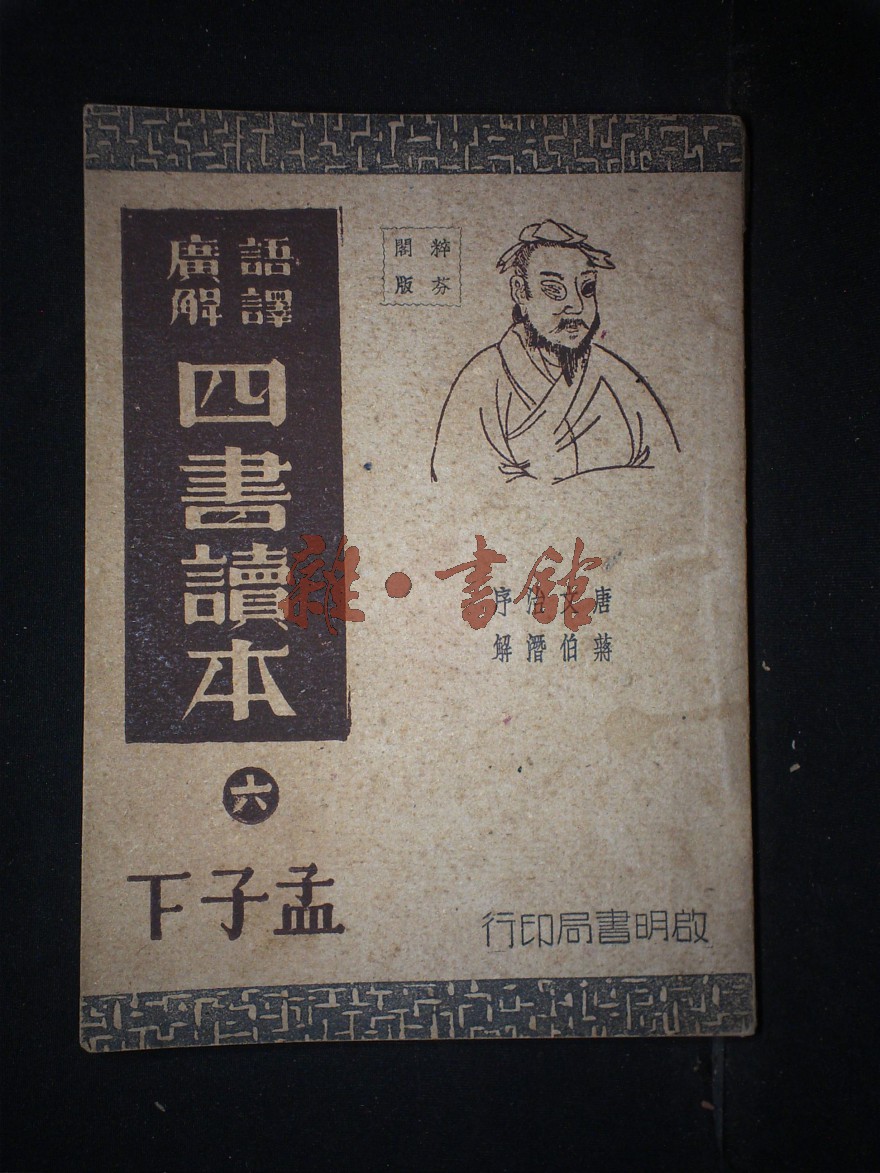 語譯
廣解
四書讀本
六
孟子下
粹芬
閣版
唐文治序
蔣伯潛解
啟明書局印行
雜·書館